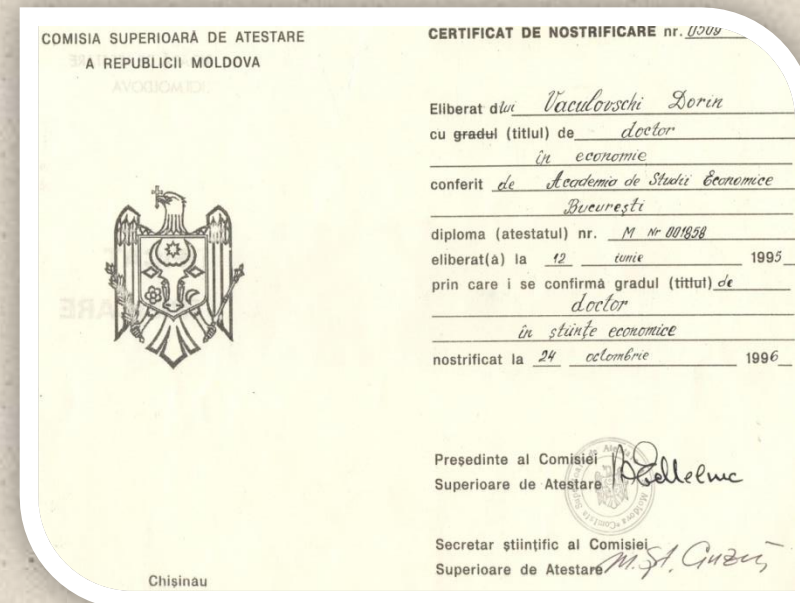 COMISIA SUPERIOARĂ DE ATESTARE
A REPUBLICII MOLDOVA
Chișinău
CERTIFICAT DE NOSTRIFICARE nr. 0509
Eliberat dlui Vaculovschi Dorin
cu gradul (titlul) de doctor
în economie
conferit de Academia de Studii Economice
București
diploma (atestatul) nr. M Nr 001858
eliberat(ă) la 12 iunie 1995
prin care i se confirmă gradul (titlul) de
doctor
în științe economice
nostrificat la 24 octombrie 1996
Președinte al Comisiei
Superioare de Atestare
Secretar științific al Comisiei
Superioare de Atestare